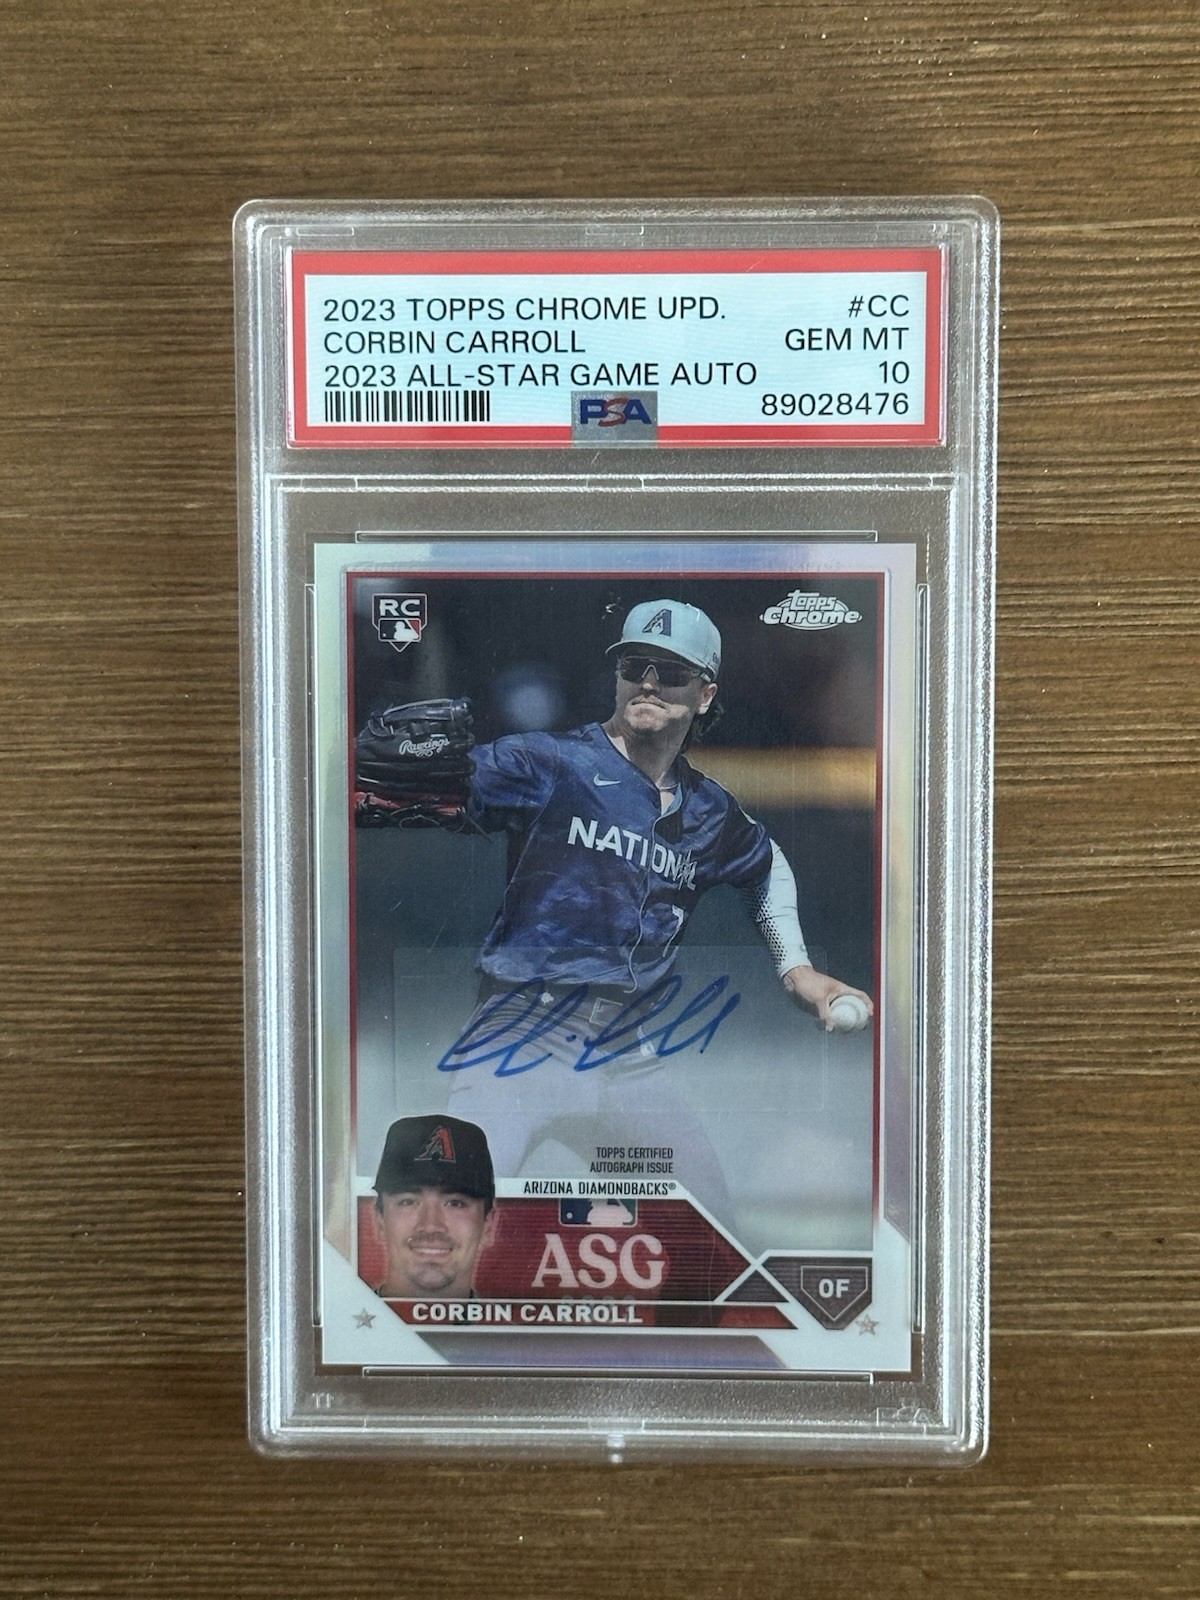 2023 TOPPS CHROME UPD. #CC
CORBIN CARROLL GEM MT
2023 ALL-STAR GAME AUTO 10
PSA 89028476
RC
Topps
Chrome
Rawlings
NATIONAL
7
TOPPS CERTIFIED
AUTOGRAPH ISSUE
ARIZONA DIAMONDBACKS®
A
ASG
OF
CORBIN CARROLL